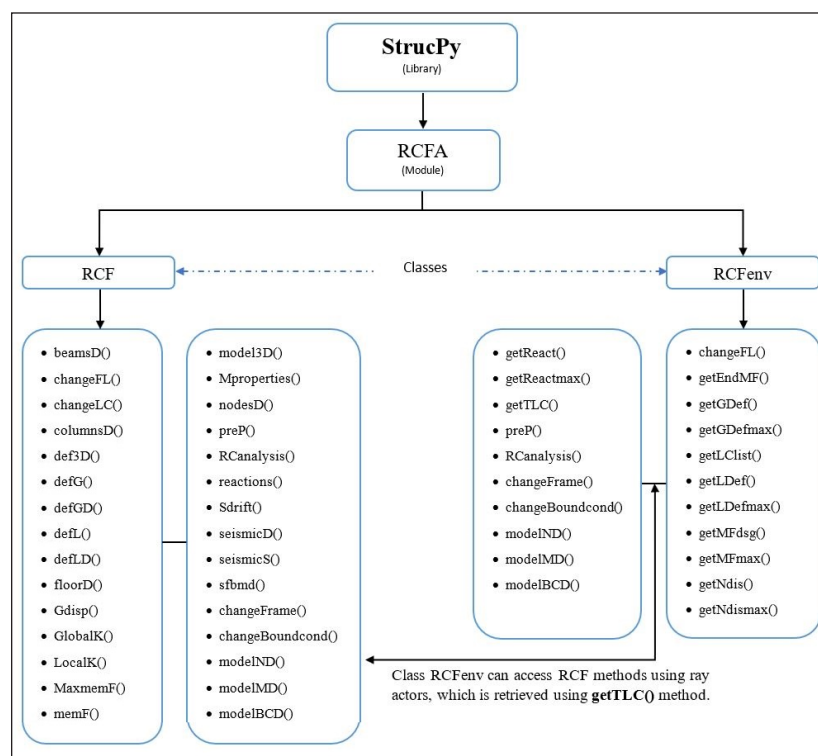 StrucPy
(Library)
RCFA
(Module)
RCF
Classes
RCFenv
beamsD()
changeFL()
changeLC()
columnsD()
def3D()
defG()
defGD()
defL()
defLD()
floorD()
Gdisp()
GlobalK()
LocalK()
MaxmemF()
memF()
model3D()
Mproperties()
nodesD()
preP()
RCanalysis()
reactions()
Sdrift()
seismicD()
seismicS()
sfbmd()
changeFrame()
changeBoundcond()
modelND()
modelMD()
modelBCD()
getReact()
getReactmax()
getTLC()
preP()
RCanalysis()
changeFrame()
changeBoundcond()
modelND()
modelMD()
modelBCD()
changeFL()
getEndMF()
getGDef()
getGDefmax()
getLClist()
getLDef()
getLDefmax()
getMFdsg()
getMFmax()
getNdis()
getNdismax()
Class RCFenv can access RCF methods using ray
actors, which is retrieved using getTLC() method.